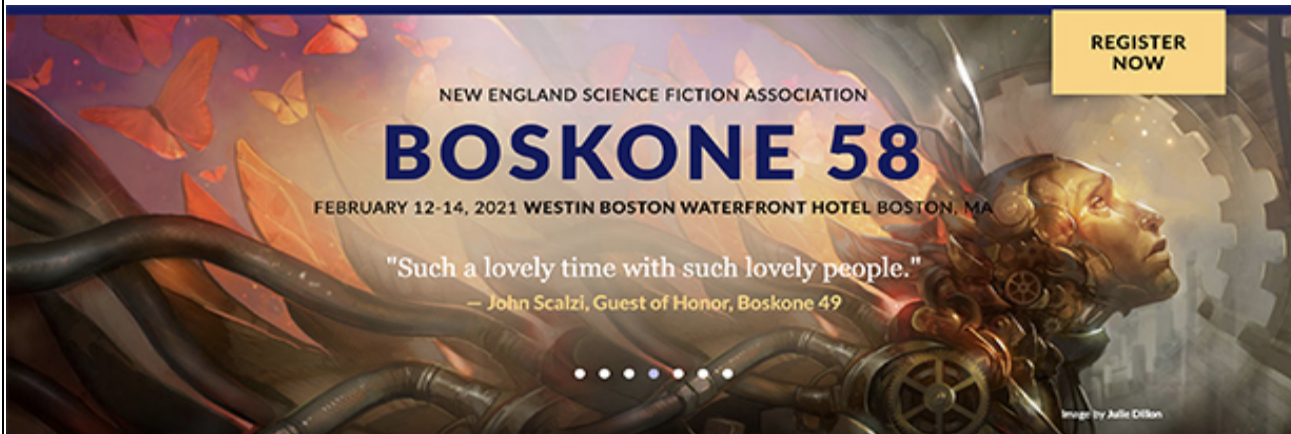 REGISTER
NOW
NEW ENGLAND SCIENCE FICTION ASSOCIATION
BOSKONE 58
FEBRUARY 12-14, 2021 WESTIN BOSTON WATERFRONT HOTEL BOSTON, MA
"Such a lovely time with such lovely people."
— John Scalzi, Guest of Honor, Boskone 49
Image by Julie Dillon